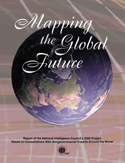 Mapping
the Global
Future
Report of the National Intelligence Council's 2020 Project
Based on Consultations With Nongovernmental Experts Around the World